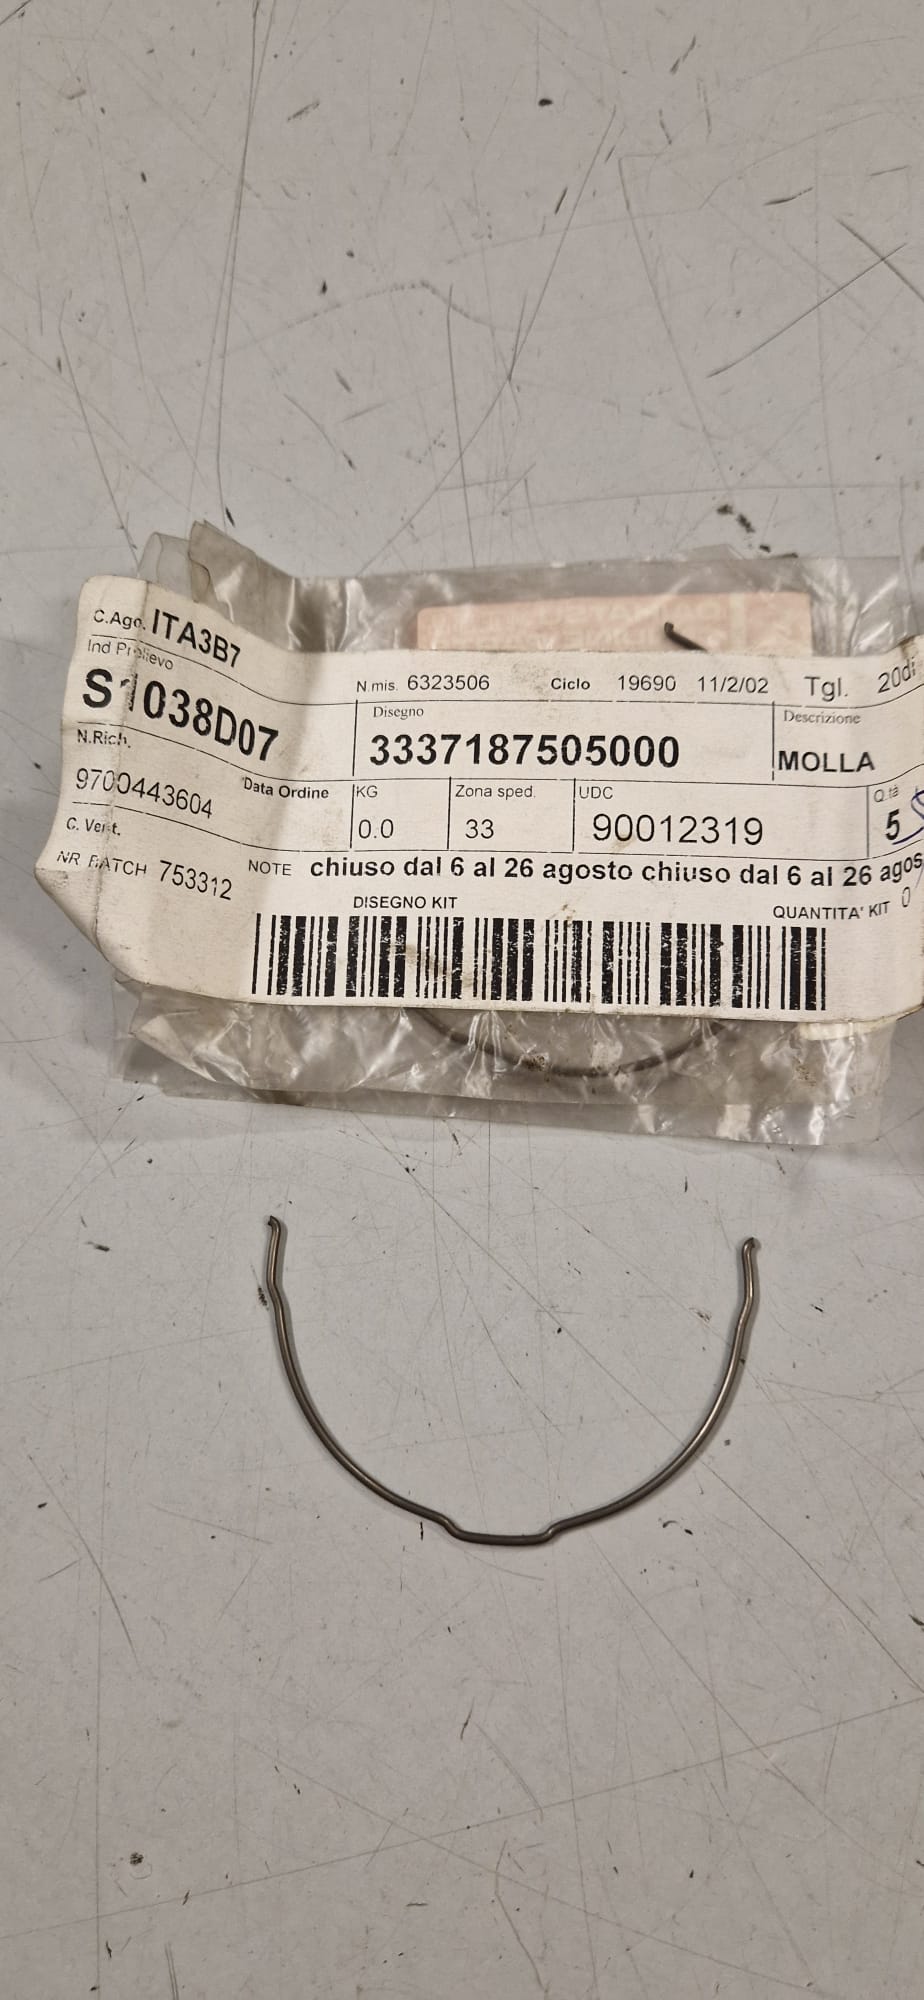 C.Age. ITA3B7
Ind Prelievo
S1038D07
N.Rich.
9700443604
Data Ordine
C. Vert.
NR BATCH 753312
N.mis. 6323506 Ciclo 19690 11/2/02 Tgl. 20di
Disegno
3337187505000
Descrizione
MOLLA
KG
0.0
Zona sped.
33
UDC
90012319
Q.tà
5
NOTE chiuso dal 6 al 26 agosto chiuso dal 6 al 26 agos
DISEGNO KIT
QUANTITA' KIT 0